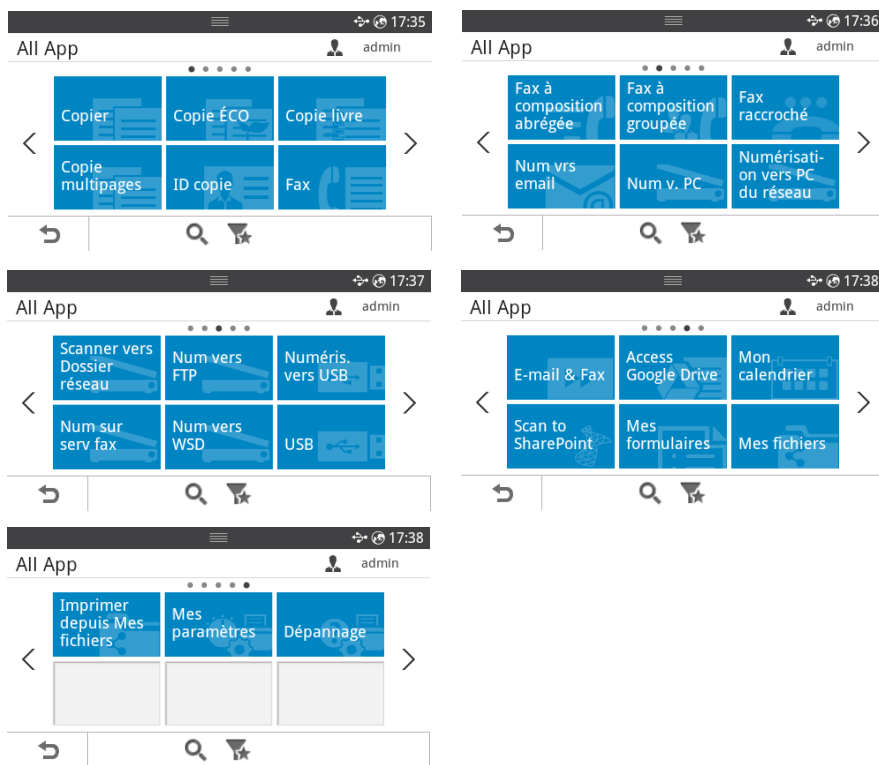 17:35
All App
admin
Copier
Copie ÉCO
Copie livre
Copie
multipages
ID copie
Fax
17:36
All App
admin
Fax à
composition
abrégée
Fax à
composition
groupée
Fax
raccroché
Num vrs
email
Num v. PC
Numérisati-
on vers PC
du réseau
17:37
All App
admin
Scanner vers
Dossier
réseau
Num vers
FTP
Numéris.
vers USB
Num sur
serv fax
Num vers
WSD
USB
17:38
All App
admin
E-mail & Fax
Access
Google Drive
Mon
calendrier
Scan to
SharePoint
Mes
formulaires
Mes fichiers
17:38
All App
admin
Imprimer
depuis Mes
fichiers
Mes
paramètres
Dépannage